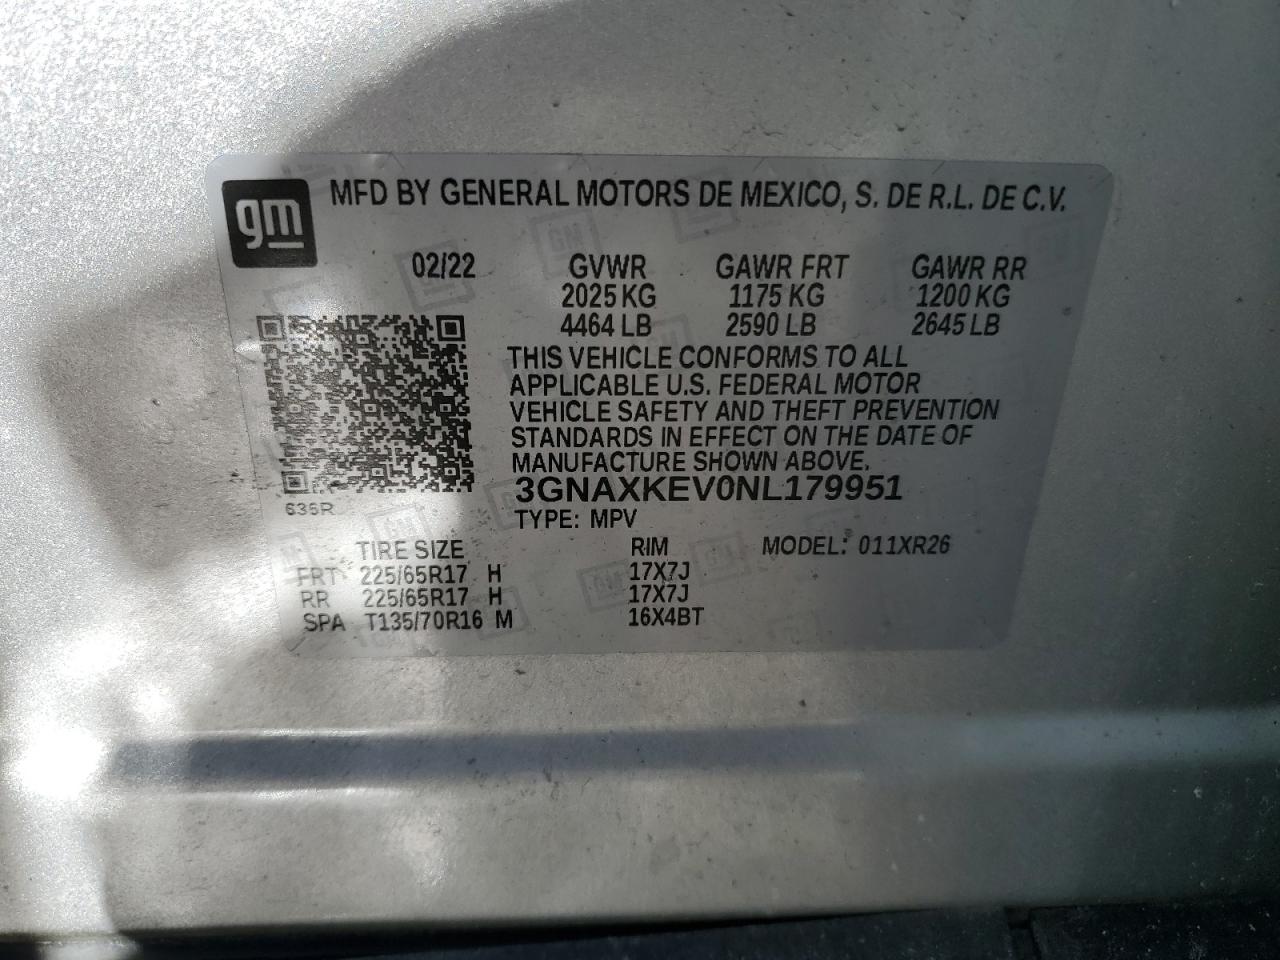 gm
MFD BY GENERAL MOTORS DE MEXICO, S. DE R.L. DE C.V.
02/22 GVWR GAWR FRT GAWR RR
2025 KG 1175 KG 1200 KG
4464 LB 2590 LB 2645 LB
THIS VEHICLE CONFORMS TO ALL
APPLICABLE U.S. FEDERAL MOTOR
VEHICLE SAFETY AND THEFT PREVENTION
STANDARDS IN EFFECT ON THE DATE OF
MANUFACTURE SHOWN ABOVE.
3GNAXKEV0NL179951
635R
TYPE: MPV
TIRE SIZE RIM MODEL: 011XR26
FRT 225/65R17 H 17X7J
RR 225/65R17 H 17X7J
SPA T135/70R16 M 16X4BT